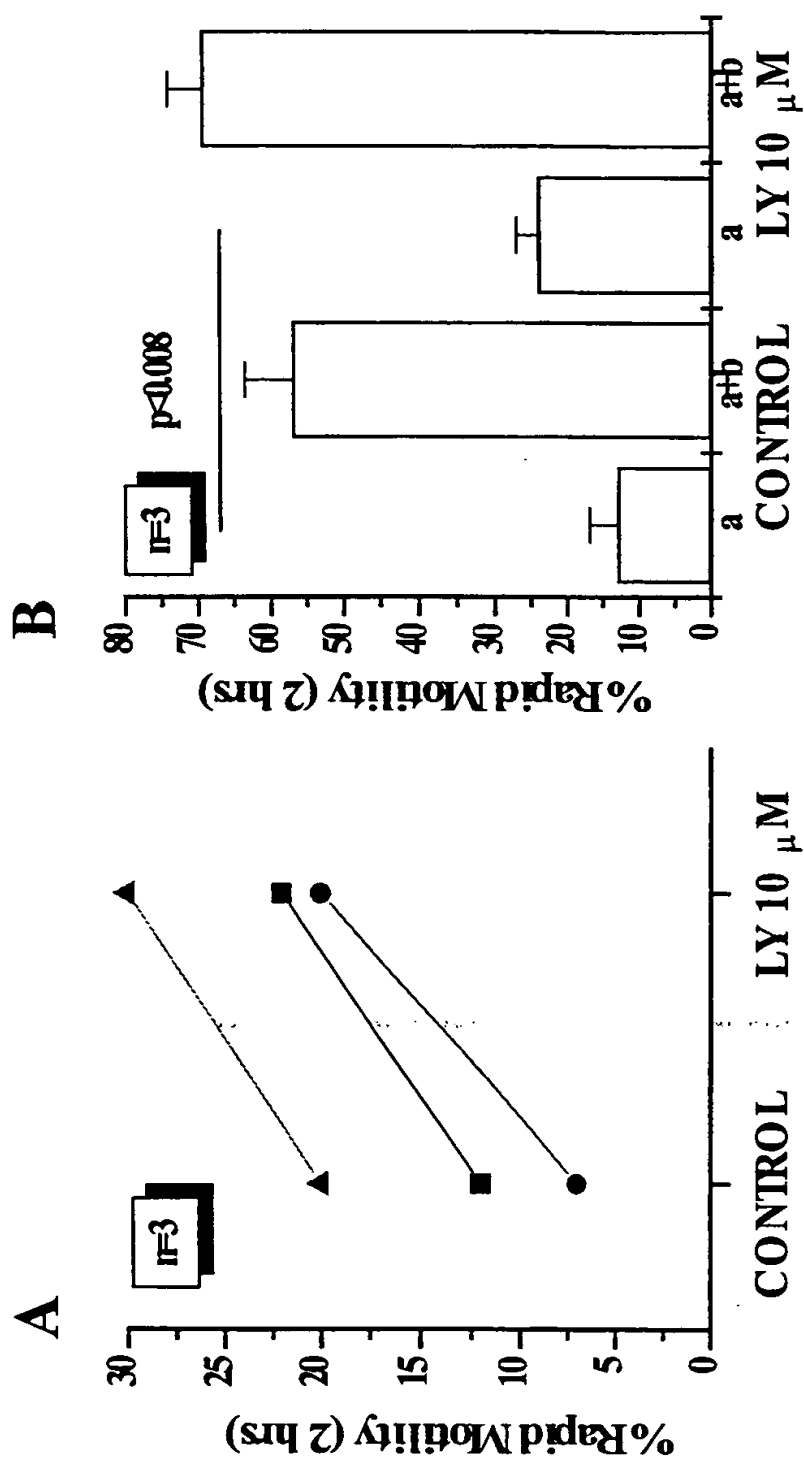 A
n=3
% Rapid Motility (2 hrs)
30
25
20
15
10
5
0
CONTROL LY 10 μM
B
n=3
p<0.008
% Rapid Motility (2 hrs)
80
70
60
50
40
30
20
10
0
a a+b a a+b
CONTROL LY 10 μM